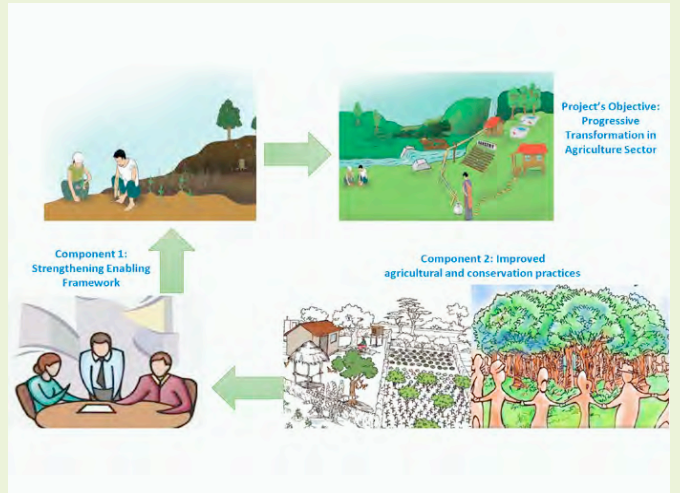 Project's Objective:
Progressive
Transformation in
Agriculture Sector
Component 1:
Strengthening Enabling
Framework
Component 2: Improved
agricultural and conservation practices